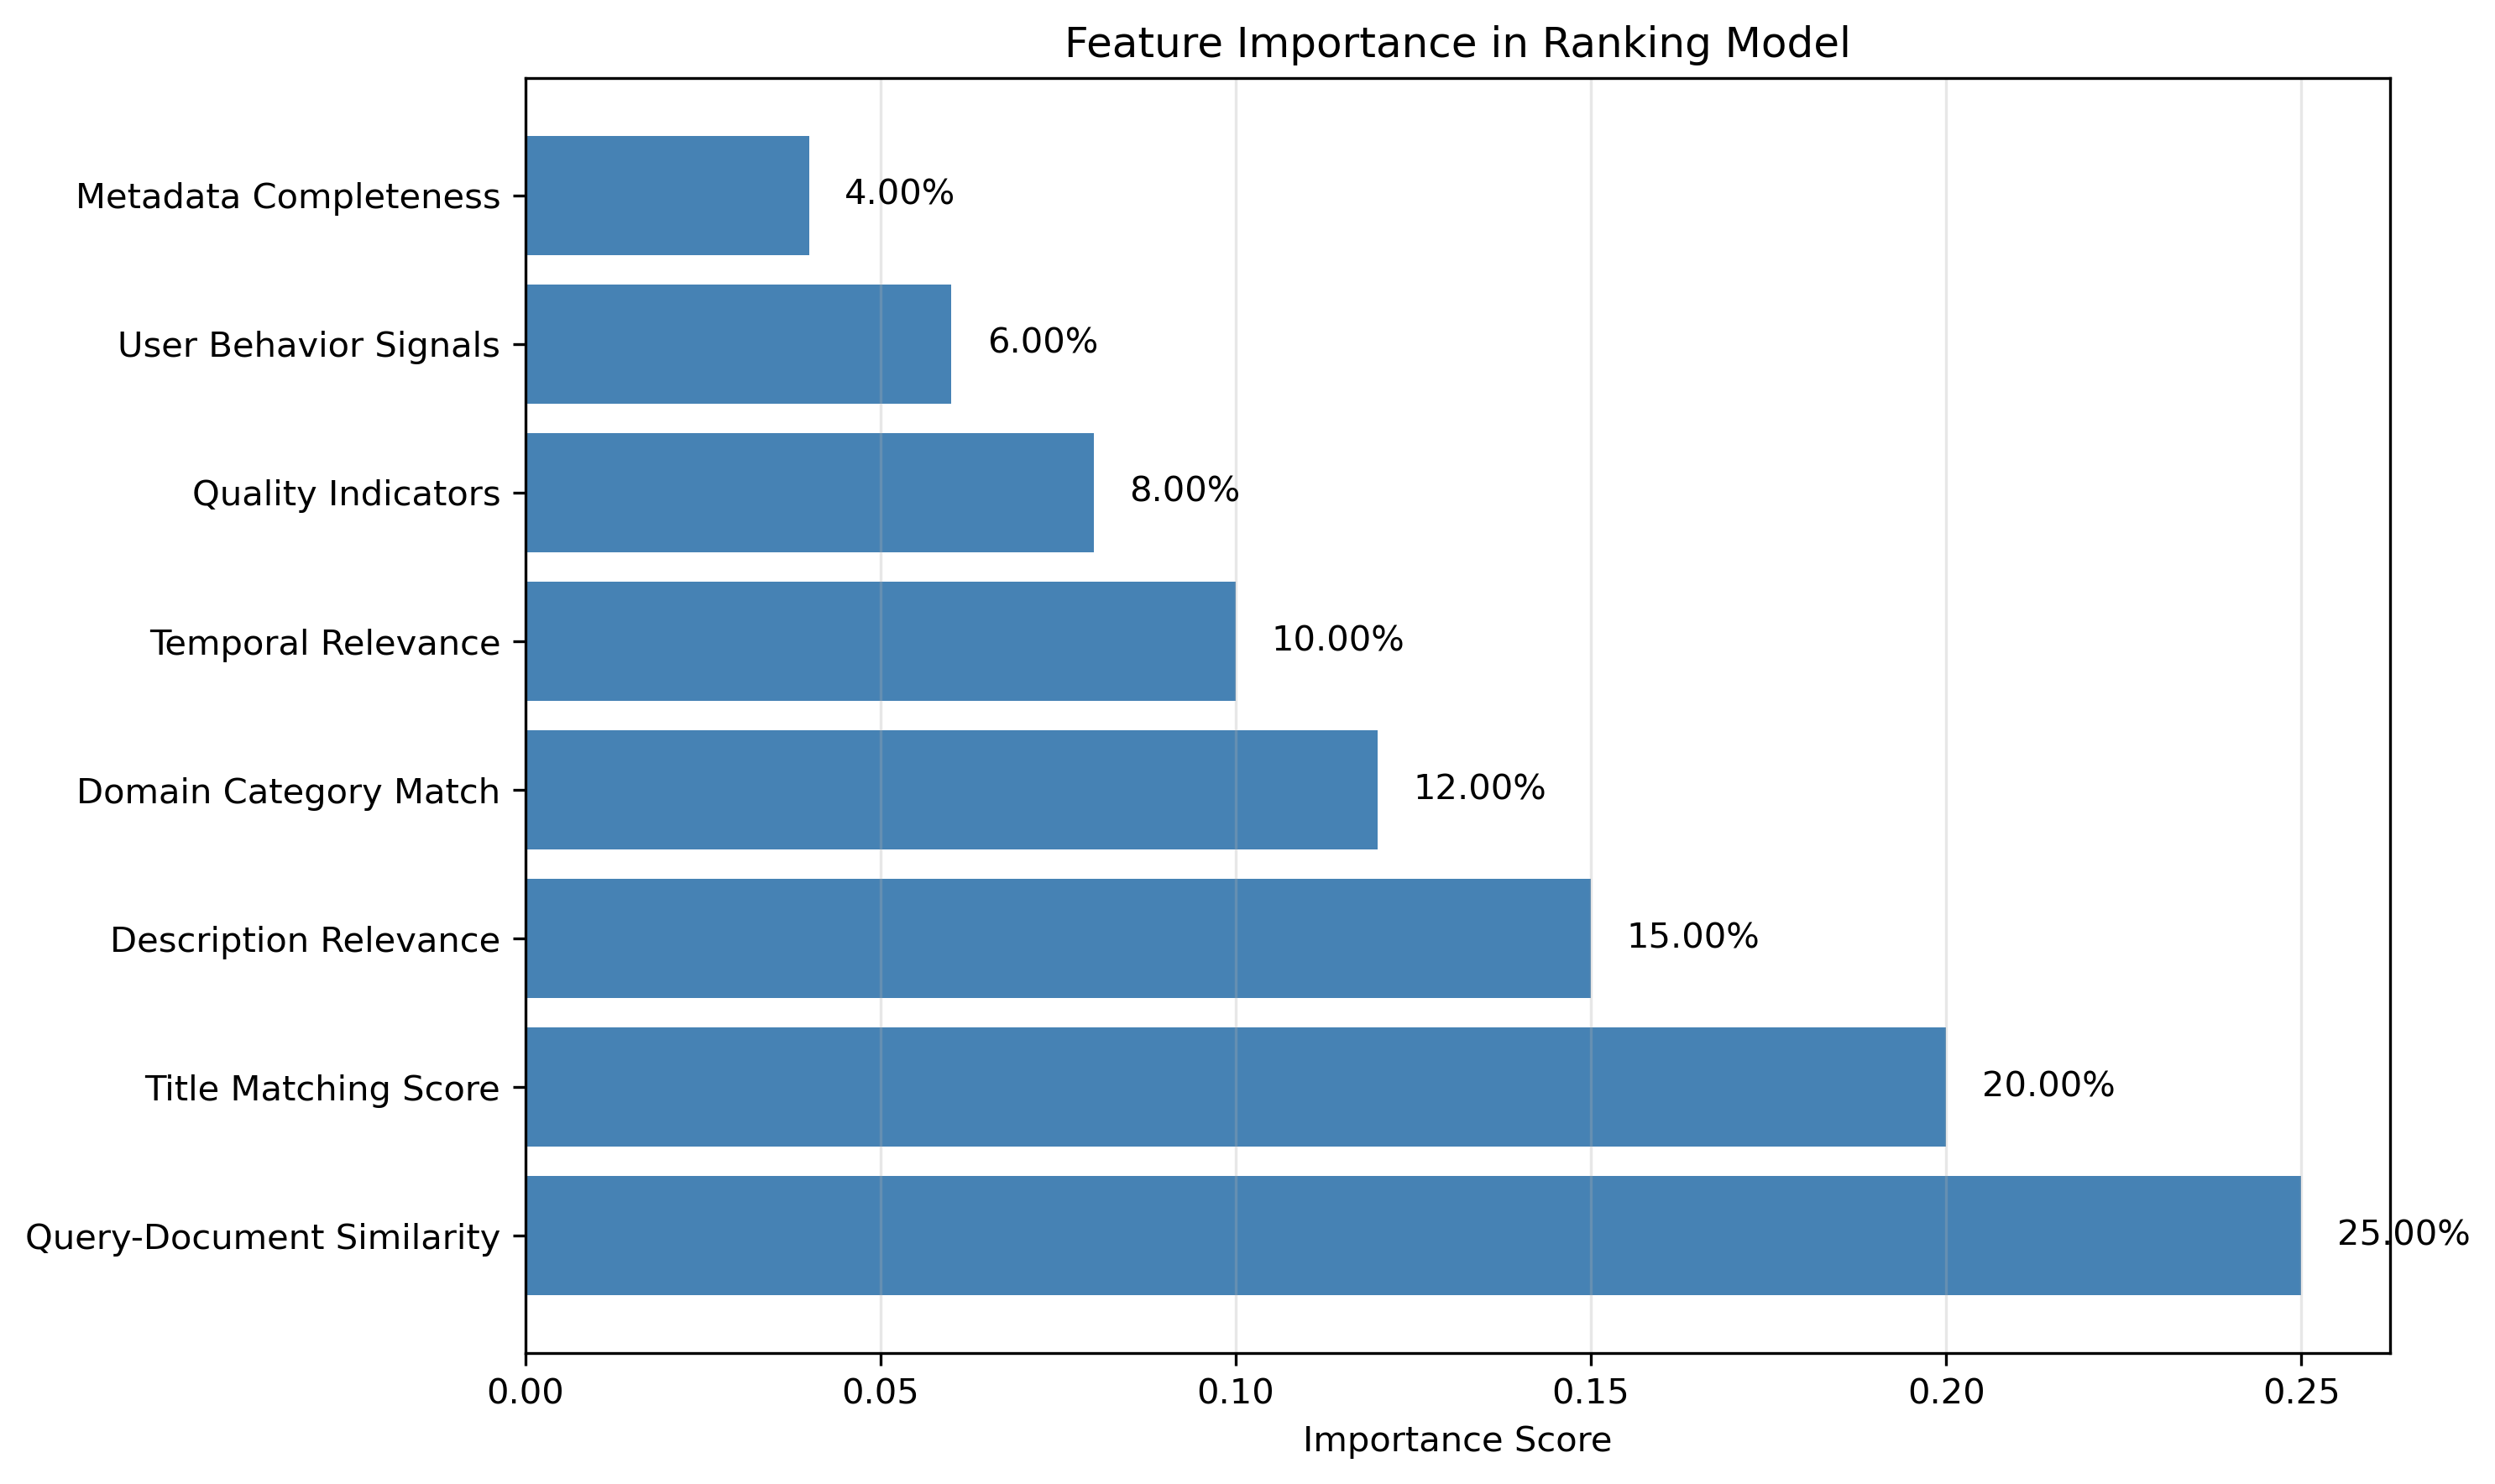 Feature Importance in Ranking Model
Metadata Completeness
4.00%
User Behavior Signals
6.00%
Quality Indicators
8.00%
Temporal Relevance
10.00%
Domain Category Match
12.00%
Description Relevance
15.00%
Title Matching Score
20.00%
Query-Document Similarity
25.00%
0.00 0.05 0.10 0.15 0.20 0.25
Importance Score